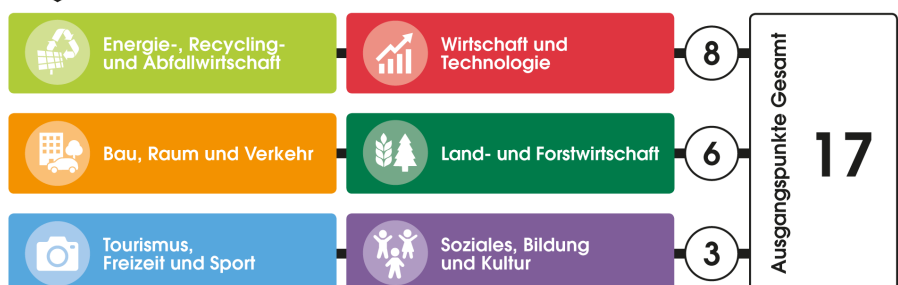 Energie-, Recycling-
und Abfallwirtschaft
Wirtschaft und
Technologie
8
Bau, Raum und Verkehr
Land- und Forstwirtschaft
6
Tourismus,
Freizeit und Sport
Soziales, Bildung
und Kultur
3
Ausgangspunkte Gesamt
17